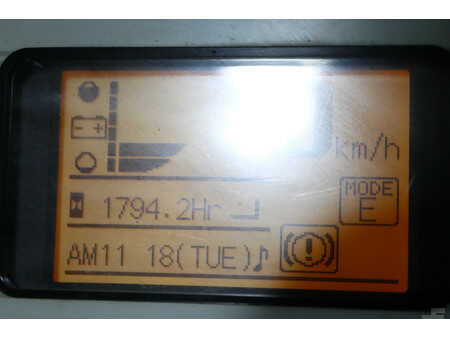 km/h
1794.2Hr
MODE
E
AM11 18(TUE)♪